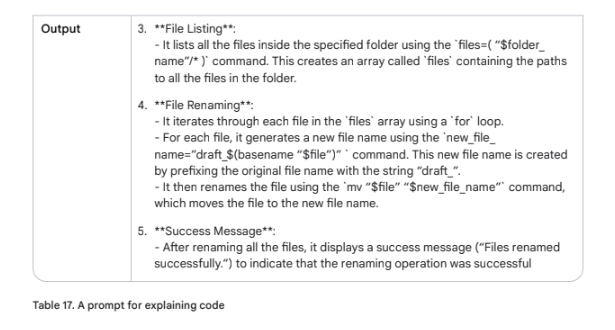 Output
3. **File Listing**:
- It lists all the files inside the specified folder using the `files=( “$folder_
name”/* )` command. This creates an array called `files` containing the paths
to all the files in the folder.
4. **File Renaming**:
- It iterates through each file in the `files` array using a `for` loop.
- For each file, it generates a new file name using the `new_file_
name=”draft_$(basename “$file”)” ` command. This new file name is created
by prefixing the original file name with the string “draft_”.
- It then renames the file using the `mv “$file” “$new_file_name”` command,
which moves the file to the new file name.
5. **Success Message**:
- After renaming all the files, it displays a success message (“Files renamed
successfully.”) to indicate that the renaming operation was successful
Table 17. A prompt for explaining code